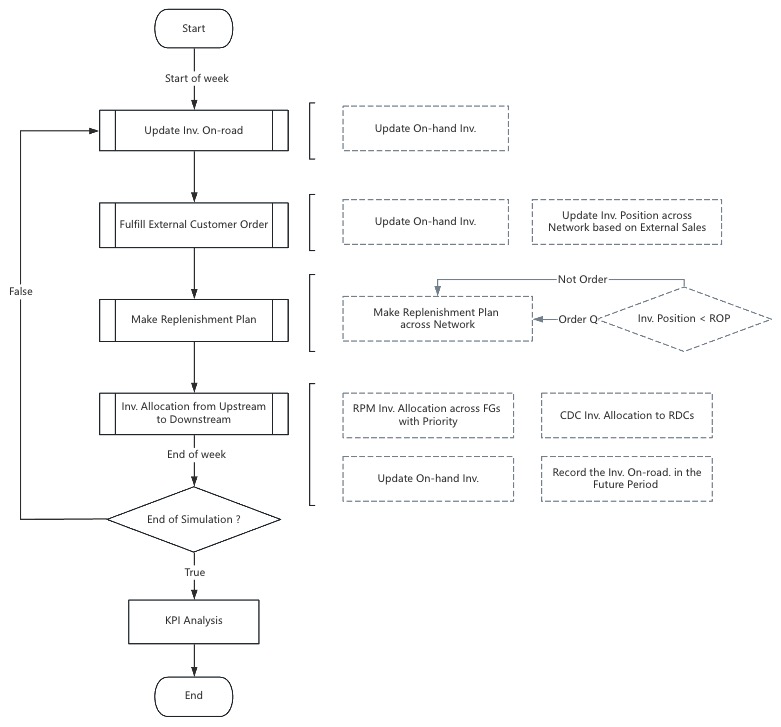 Start
Start of week
Update Inv. On-road
Update On-hand Inv.
Fulfill External Customer Order
Update On-hand Inv.
Update Inv. Position across
Network based on External Sales
False
Not Order
Make Replenishment Plan
Make Replenishment Plan
across Network
Order Q
Inv. Position < ROP
Inv. Allocation from Upstream
to Downstream
RPM Inv. Allocation across FGs
with Priority
CDC Inv. Allocation to RDCs
End of week
Update On-hand Inv.
Record the Inv. On-road. in the
Future Period
End of Simulation ?
True
KPI Analysis
End